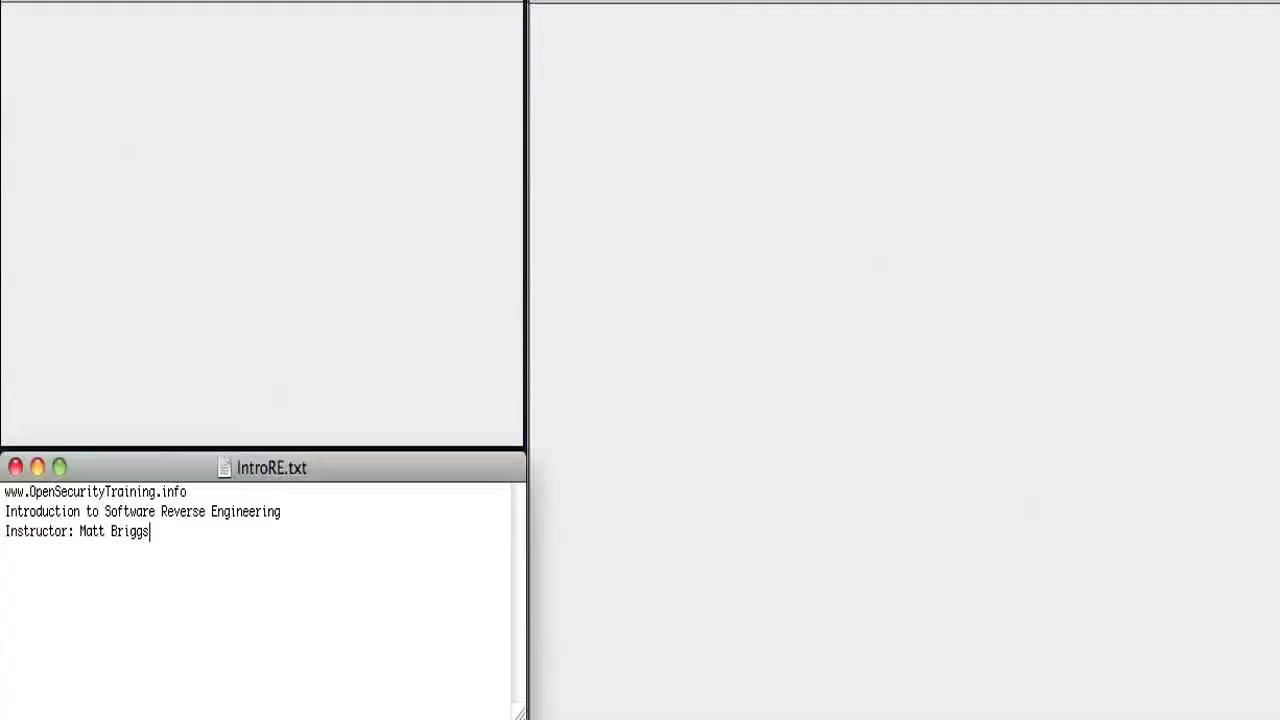 IntroRE.txt
www.OpenSecurityTraining.info
Introduction to Software Reverse Engineering
Instructor: Matt Briggs